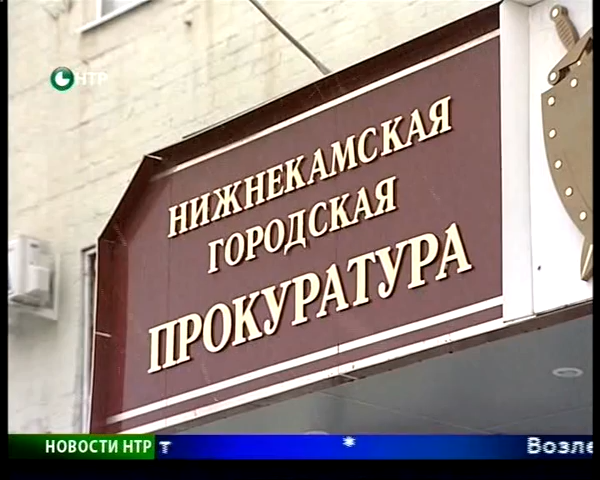 НТР
НИЖНЕКАМСКАЯ
ГОРОДСКАЯ
ПРОКУРАТУРА
НОВОСТИ НТР т * Возле